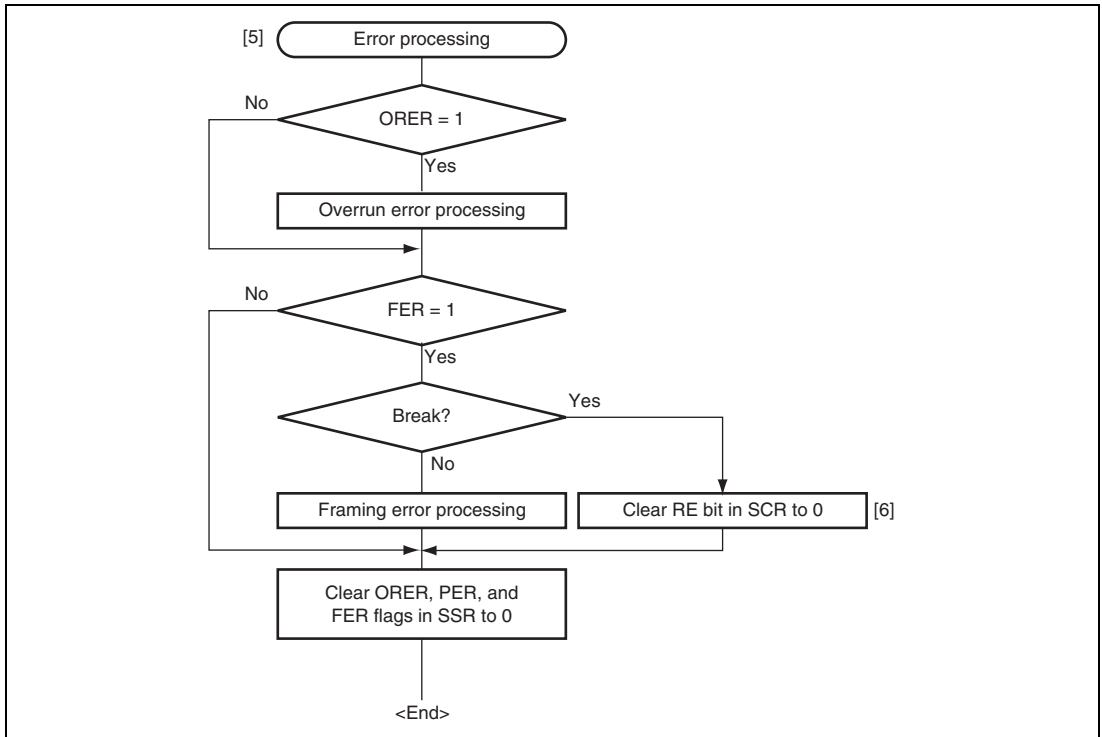 [5]
Error processing
No
ORER = 1
Yes
Overrun error processing
No
FER = 1
Yes
Break?
Yes
No
Framing error processing
Clear RE bit in SCR to 0
[6]
Clear ORER, PER, and
FER flags in SSR to 0
<End>